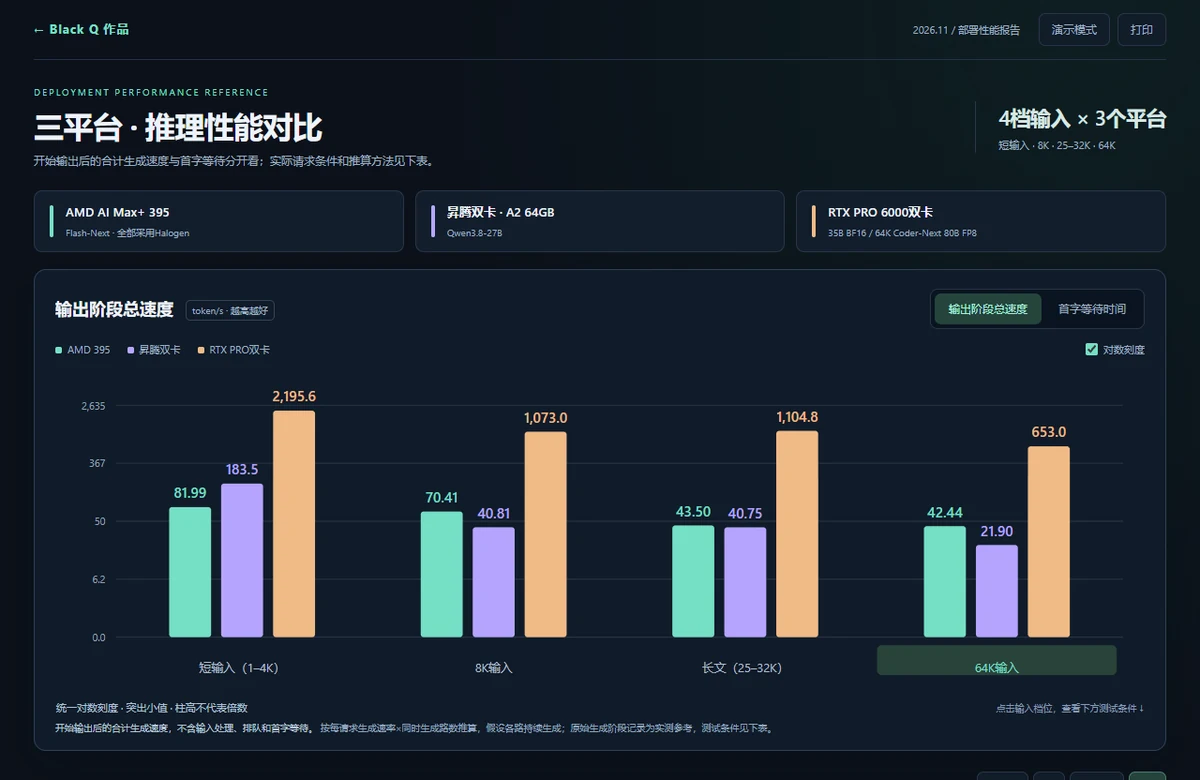 ← Black Q 作品
2026.11 / 部署性能报告
演示模式
打印
DEPLOYMENT PERFORMANCE REFERENCE
三平台 · 推理性能对比
开始输出后的合计生成速度与首字等待分开看；实际请求条件和推算方法见下表。
4档输入 × 3个平台
短输入 · 8K · 25–32K · 64K
AMD AI Max+ 395
Flash-Next · 全部采用Halogen
昇腾双卡 · A2 64GB
Qwen3.8-27B
RTX PRO 6000双卡
35B BF16 / 64K Coder-Next 80B FP8
输出阶段总速度
token/s · 越高越好
输出阶段总速度
首字等待时间
AMD 395
昇腾双卡
RTX PRO双卡
对数刻度
2,635
367
50
6.2
0.0
81.99
183.5
2,195.6
70.41
40.81
1,073.0
43.50
40.75
1,104.8
42.44
21.90
653.0
短输入（1–4K）
8K输入
长文（25–32K）
64K输入
统一对数刻度 · 突出小值 · 柱高不代表倍数
点击输入档位，查看下方测试条件 ↓
开始输出后的合计生成速度，不含输入处理、排队和首字等待。 按每请求生成速率×同时生成路数推算，假设各路持续生成；原始生成阶段记录为实测参考，测试条件见下表。